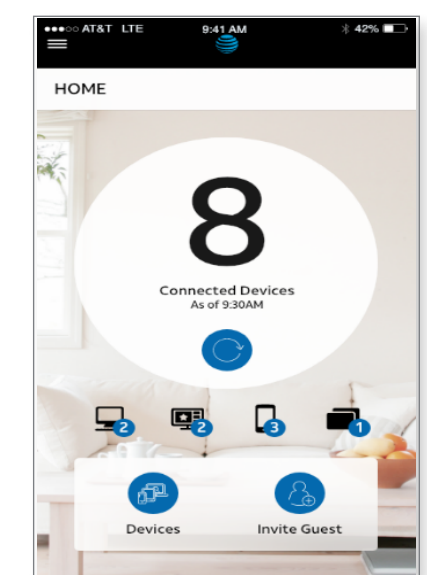 AT&T LTE 9:41 AM 42%
HOME
8
Connected Devices
As of 9:30AM
2 2 3 1
Devices Invite Guest